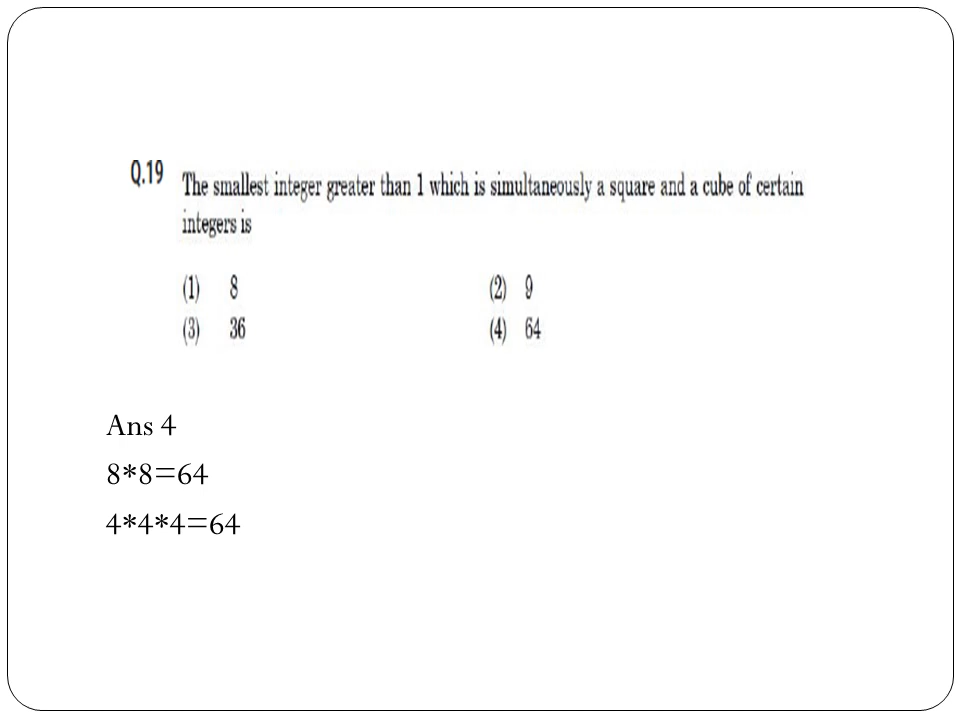 Q.19 The smallest integer greater than 1 which is simultaneously a square and a cube of certain
integers is
(1) 8 (2) 9
(3) 36 (4) 64
Ans 4
8*8=64
4*4*4=64